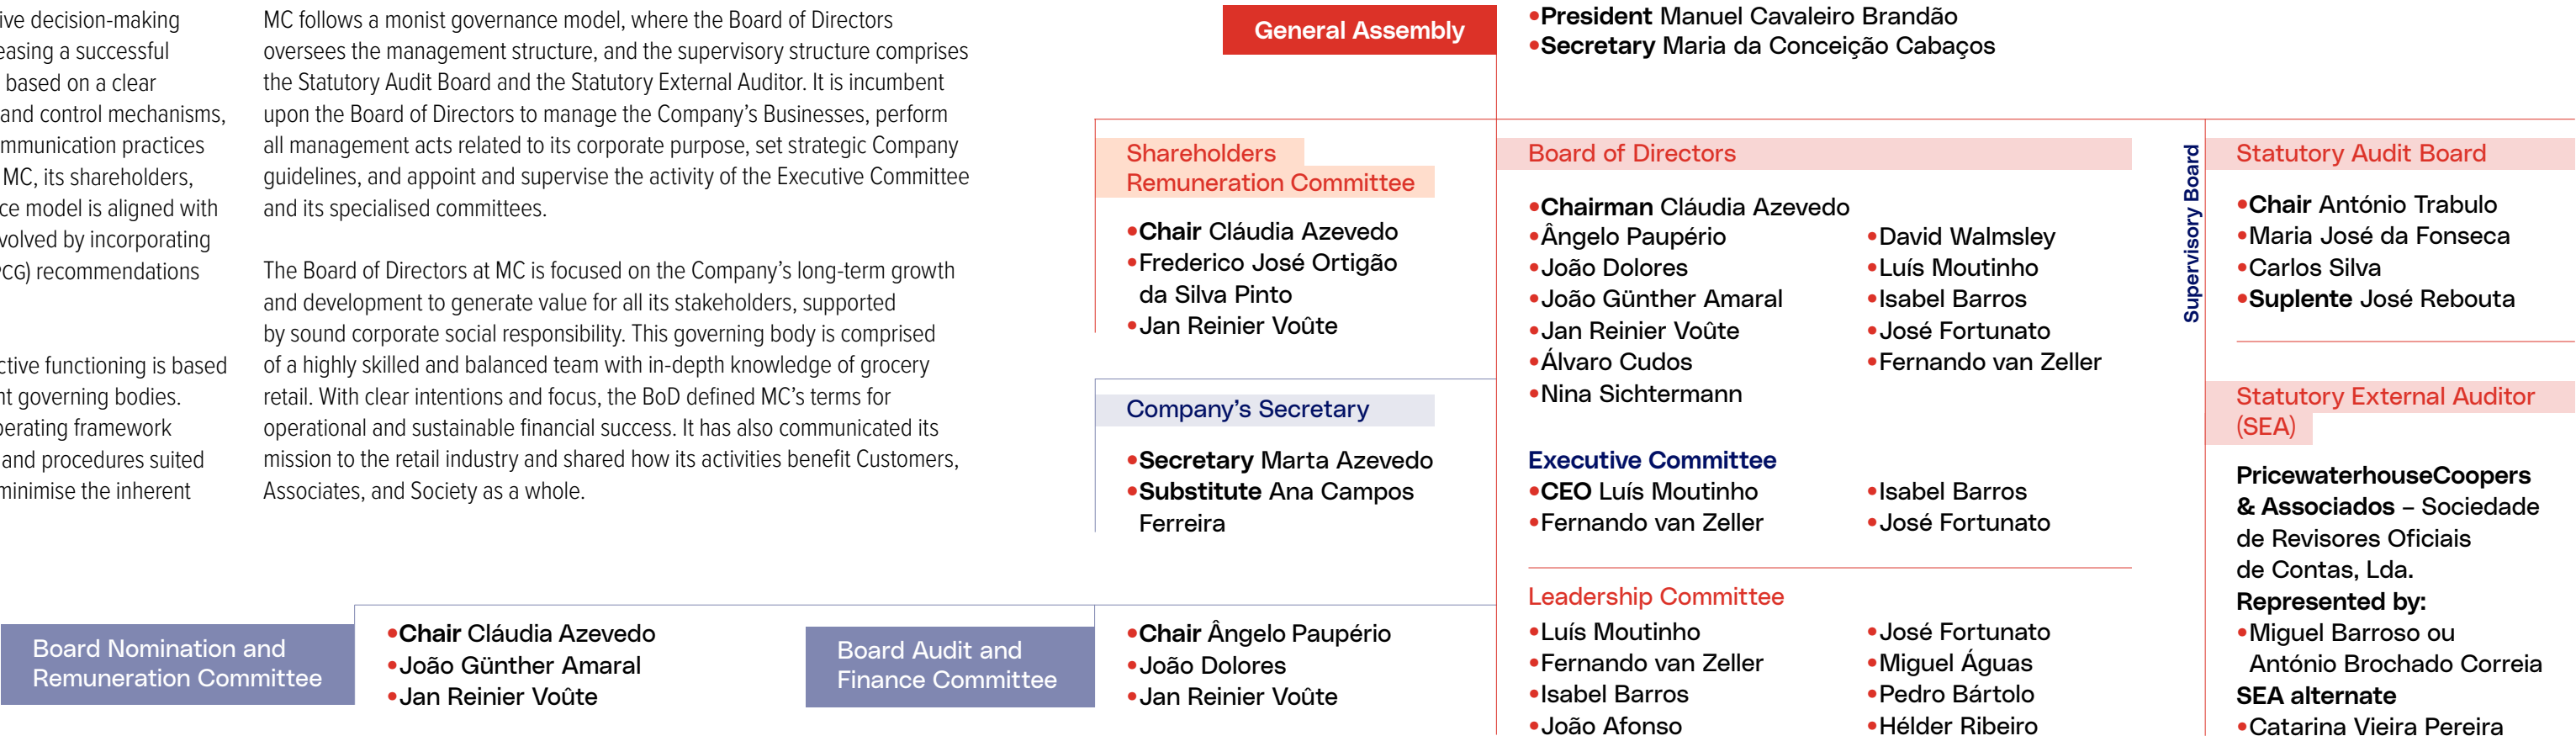 ive decision-making
easing a successful
based on a clear
and control mechanisms,
mmunication practices
MC, its shareholders,
ce model is aligned with
volved by incorporating
PCG) recommendations
ctive functioning is based
nt governing bodies.
perating framework
and procedures suited
minimise the inherent
MC follows a monist governance model, where the Board of Directors
oversees the management structure, and the supervisory structure comprises
the Statutory Audit Board and the Statutory External Auditor. It is incumbent
upon the Board of Directors to manage the Company’s Businesses, perform
all management acts related to its corporate purpose, set strategic Company
guidelines, and appoint and supervise the activity of the Executive Committee
and its specialised committees.
The Board of Directors at MC is focused on the Company’s long-term growth
and development to generate value for all its stakeholders, supported
by sound corporate social responsibility. This governing body is comprised
of a highly skilled and balanced team with in-depth knowledge of grocery
retail. With clear intentions and focus, the BoD defined MC’s terms for
operational and sustainable financial success. It has also communicated its
mission to the retail industry and shared how its activities benefit Customers,
Associates, and Society as a whole.
General Assembly
•President Manuel Cavaleiro Brandão
•Secretary Maria da Conceição Cabaços
Shareholders
Remuneration Committee
•Chair Cláudia Azevedo
•Frederico José Ortigão
da Silva Pinto
•Jan Reinier Voûte
Company’s Secretary
•Secretary Marta Azevedo
•Substitute Ana Campos
Ferreira
Board Nomination and
Remuneration Committee
•Chair Cláudia Azevedo
•João Günther Amaral
•Jan Reinier Voûte
Board Audit and
Finance Committee
•Chair Ângelo Paupério
•João Dolores
•Jan Reinier Voûte
Board of Directors
•Chairman Cláudia Azevedo
•Ângelo Paupério
•João Dolores
•João Günther Amaral
•Jan Reinier Voûte
•Álvaro Cudos
•Nina Sichtermann
•David Walmsley
•Luís Moutinho
•Isabel Barros
•José Fortunato
•Fernando van Zeller
Executive Committee
•CEO Luís Moutinho
•Fernando van Zeller
•Isabel Barros
•José Fortunato
Leadership Committee
•Luís Moutinho
•Fernando van Zeller
•Isabel Barros
•João Afonso
•José Fortunato
•Miguel Águas
•Pedro Bártolo
•Hélder Ribeiro
Supervisory Board
Statutory Audit Board
•Chair António Trabulo
•Maria José da Fonseca
•Carlos Silva
•Suplente José Rebouta
Statutory External Auditor
(SEA)
PricewaterhouseCoopers
& Associados – Sociedade
de Revisores Oficiais
de Contas, Lda.
Represented by:
•Miguel Barroso ou
António Brochado Correia
SEA alternate
•Catarina Vieira Pereira